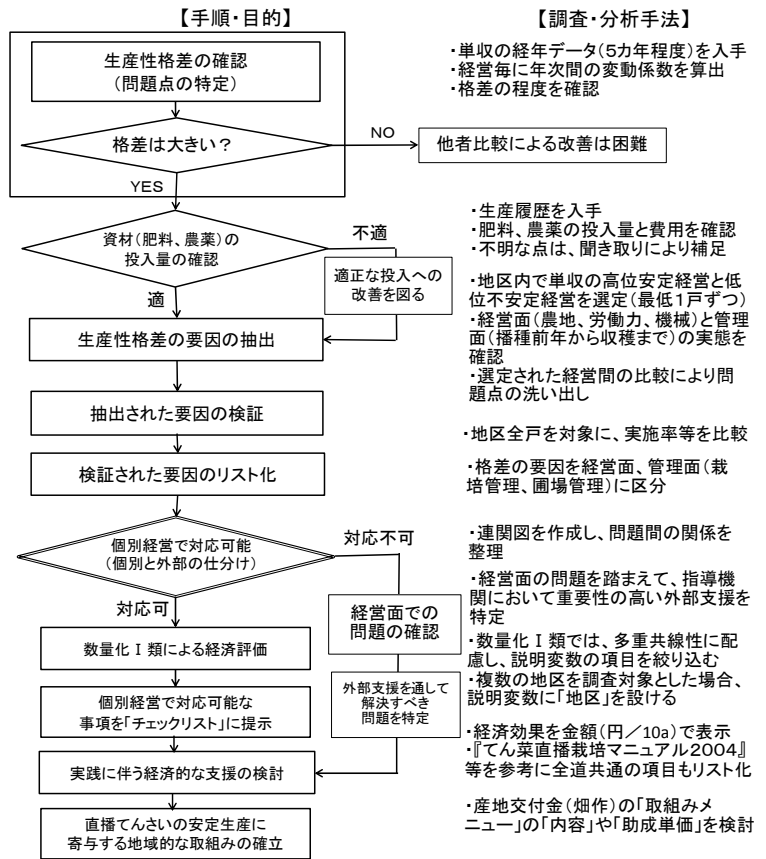 【手順・目的】
【調査・分析手法】
生産性格差の確認
(問題点の特定)
格差は大きい？
NO
他者比較による改善は困難
YES
・単収の経年データ(5カ年程度)を入手
・経営毎に年次間の変動係数を算出
・格差の程度を確認
資材(肥料、農薬)の
投入量の確認
不適
適正な投入への
改善を図る
適
・生産履歴を入手
・肥料、農薬の投入量と費用を確認
・不明な点は、聞き取りにより補足
生産性格差の要因の抽出
・地区内で単収の高位安定経営と低
位不安定経営を選定(最低1戸ずつ)
・経営面(農地、労働力、機械)と管理
面(播種前年から収穫まで)の実態を
確認
・選定された経営間の比較により問
題点の洗い出し
抽出された要因の検証
・地区全戸を対象に、実施率等を比較
検証された要因のリスト化
・格差の要因を経営面、管理面(栽
培管理、圃場管理)に区分
個別経営で対応可能
(個別と外部の仕分け)
対応不可
対応可
経営面での
問題の確認
外部支援を通して
解決すべき
問題を特定
・連関図を作成し、問題間の関係を
整理
・経営面の問題を踏まえて、指導機
関において重要性の高い外部支援を
特定
数量化Ⅰ類による経済評価
・数量化Ⅰ類では、多重共線性に配
慮し、説明変数の項目を絞り込む
・複数の地区を調査対象とした場合、
説明変数に「地区」を設ける
個別経営で対応可能な
事項を「チェックリスト」に提示
・経済効果を金額(円／10a)で表示
・『てん菜直播栽培マニュアル2004』
等を参考に全道共通の項目もリスト化
実践に伴う経済的な支援の検討
・産地交付金(畑作)の「取組みメ
ニュー」の「内容」や「助成単価」を検討
直播てんさいの安定生産に
寄与する地域的な取組みの確立